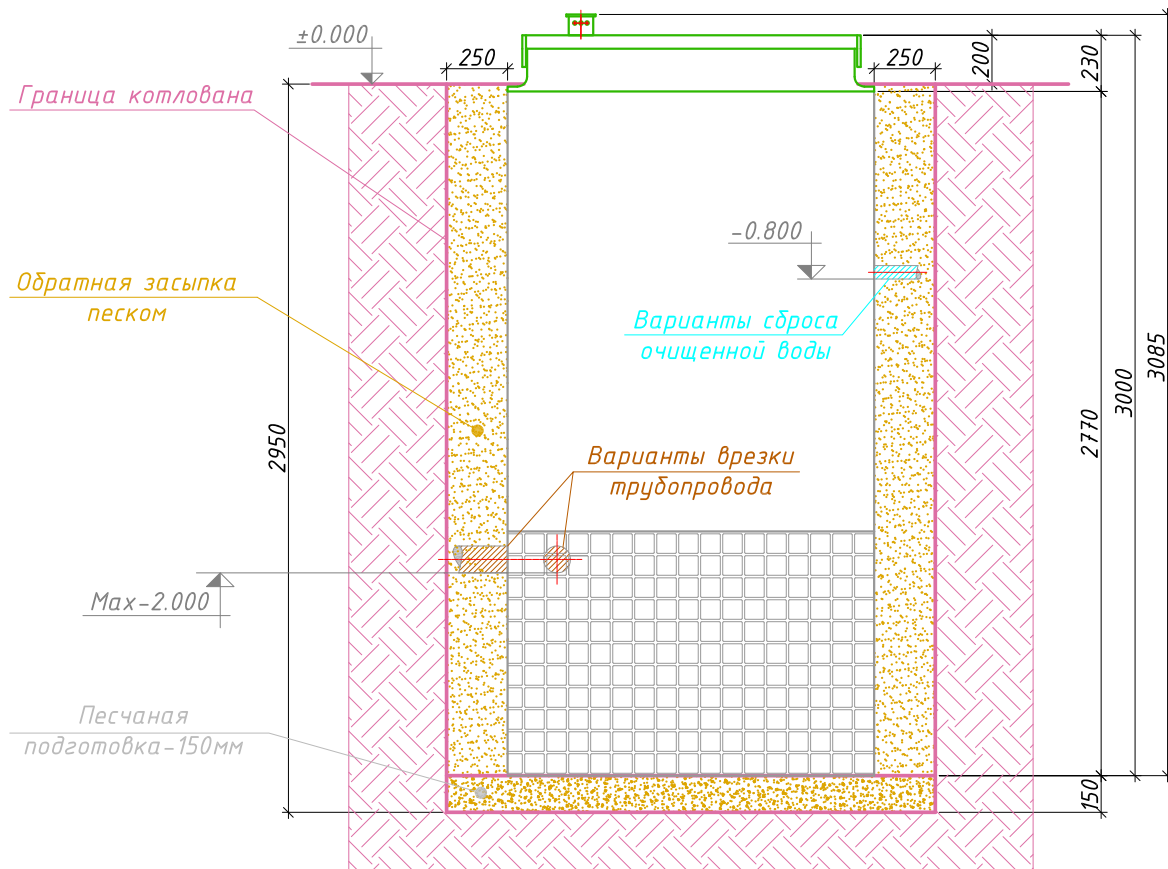 ±0.000
250
250
200
230
Граница котлована
-0.800
Обратная засыпка
песком
Варианты сброса
очищенной воды
3085
3000
2950
2770
Варианты врезки
трубопровода
Max-2.000
Песчаная
подготовка-150мм
150